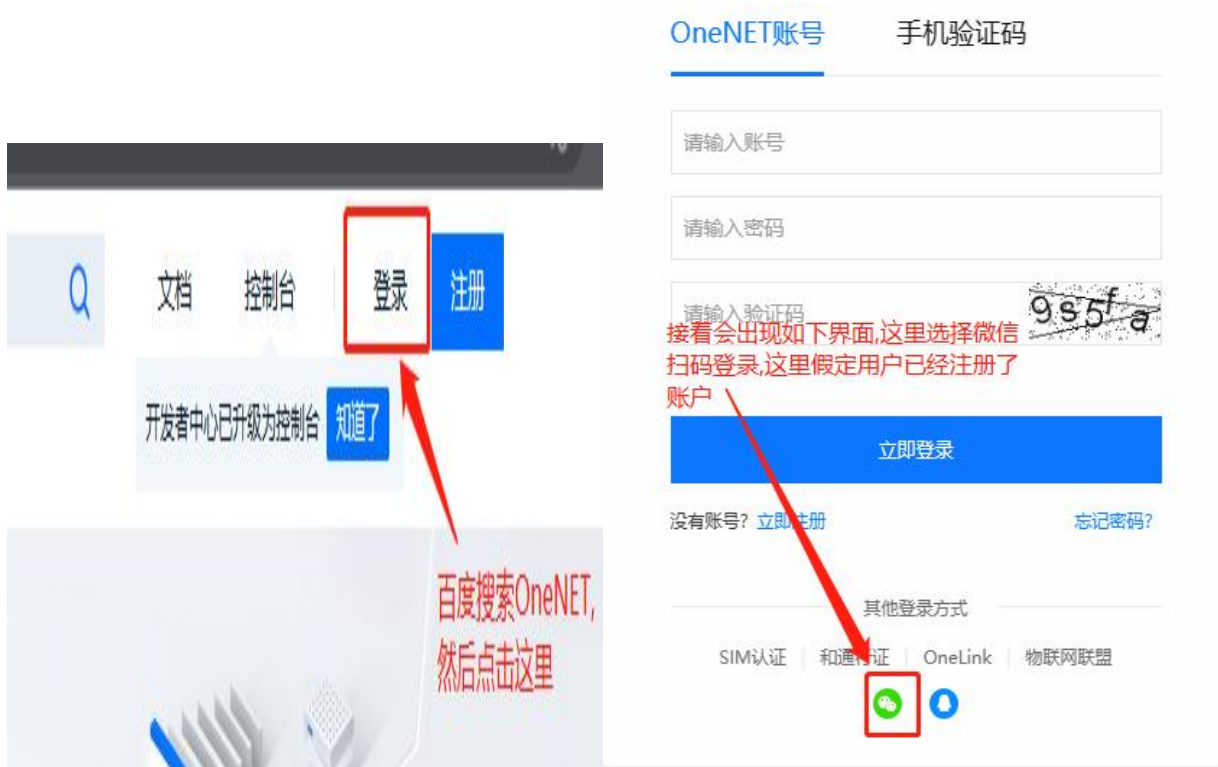 文档 控制台 登录 注册
开发者中心已升级为控制台 知道了
百度搜索OneNET,
然后点击这里
OneNET账号 手机验证码
请输入账号
请输入密码
请输入验证码 9s5fa
接着会出现如下界面,这里选择微信
扫码登录,这里假定用户已经注册了
账户
立即登录
没有账号? 立即注册 忘记密码?
其他登录方式
SIM认证 和通行证 OneLink 物联网联盟